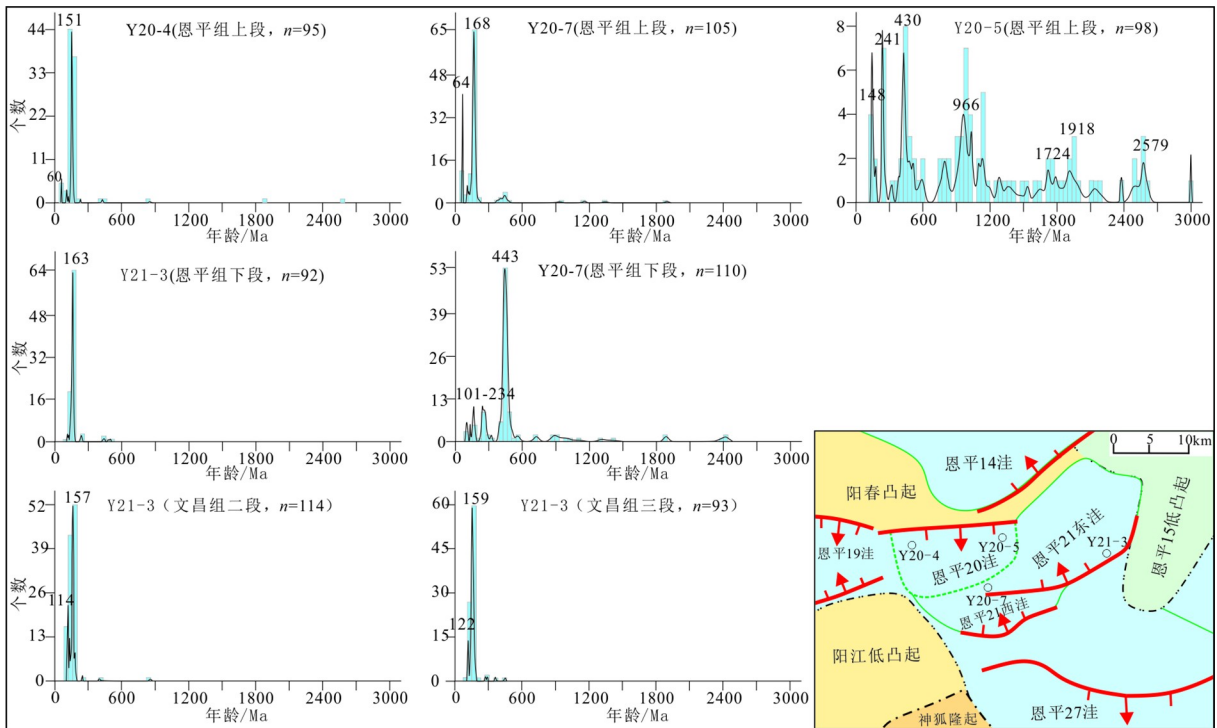 Y20-4(恩平组上段，n=95)
151
60
44
33
22
11
0
个数
0
600
1200
1800
2400
3000
年龄/Ma
Y20-7(恩平组上段，n=105)
168
64
65
48
32
16
0
0
600
1200
1800
2400
3000
年龄/Ma
Y20-5(恩平组上段，n=98)
430
241
148
966
1724
1918
2579
8
6
4
2
0
0
600
1200
1800
2400
3000
年龄/Ma
Y21-3(恩平组下段，n=92)
163
64
48
32
16
0
个数
0
600
1200
1800
2400
3000
年龄/Ma
Y20-7(恩平组下段，n=110)
443
101-234
53
39
26
13
0
0
600
1200
1800
2400
3000
年龄/Ma
Y21-3（文昌组二段，n=114）
157
114
52
39
26
13
0
个数
0
600
1200
1800
2400
3000
年龄/Ma
Y21-3（文昌组三段，n=93）
159
122
60
45
30
15
0
0
600
1200
1800
2400
3000
年龄/Ma
0 5 10km
恩平14洼
阳春凸起
恩平15低凸起
恩平21东洼
Y21-3
恩平19洼
Y20-4
Y20-5
恩平20洼
Y20-7
恩平21西洼
阳江低凸起
神狐隆起
恩平27洼